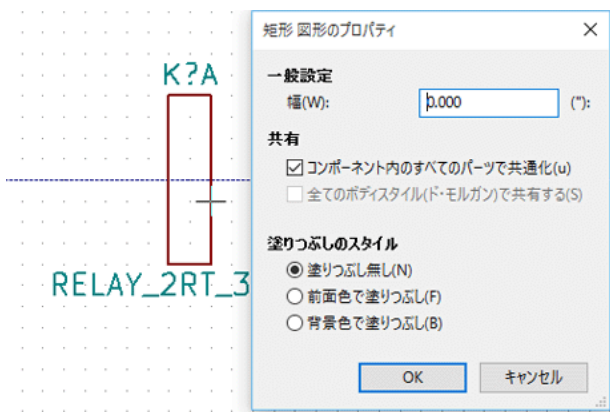 K?A
RELAY_2RT_3
矩形 図形のプロパティ
一般設定
幅(W): 0.000 ("):
共有
コンポーネント内のすべてのパーツで共通化(u)
全てのボディスタイル(ド・モルガン)で共有する(S)
塗りつぶしのスタイル
塗りつぶし無し(N)
前面色で塗りつぶし(F)
背景色で塗りつぶし(B)
OK キャンセル